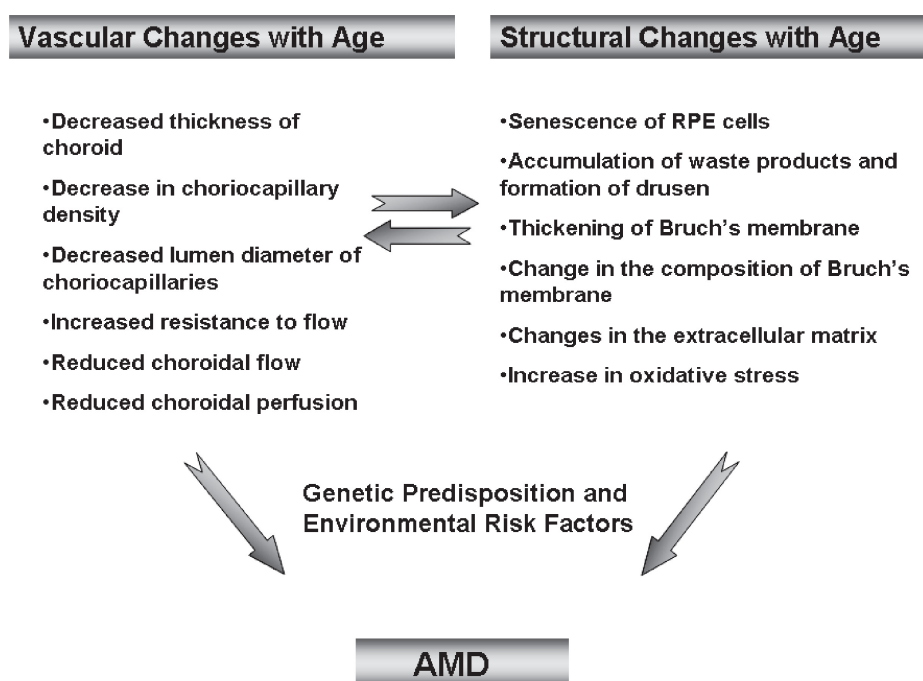 Vascular Changes with Age
•Decreased thickness of
choroid
•Decrease in choriocapillary
density
•Decreased lumen diameter of
choriocapillaries
•Increased resistance to flow
•Reduced choroidal flow
•Reduced choroidal perfusion
Structural Changes with Age
•Senescence of RPE cells
•Accumulation of waste products and
formation of drusen
•Thickening of Bruch's membrane
•Change in the composition of Bruch's
membrane
•Changes in the extracellular matrix
•Increase in oxidative stress
Genetic Predisposition and
Environmental Risk Factors
AMD